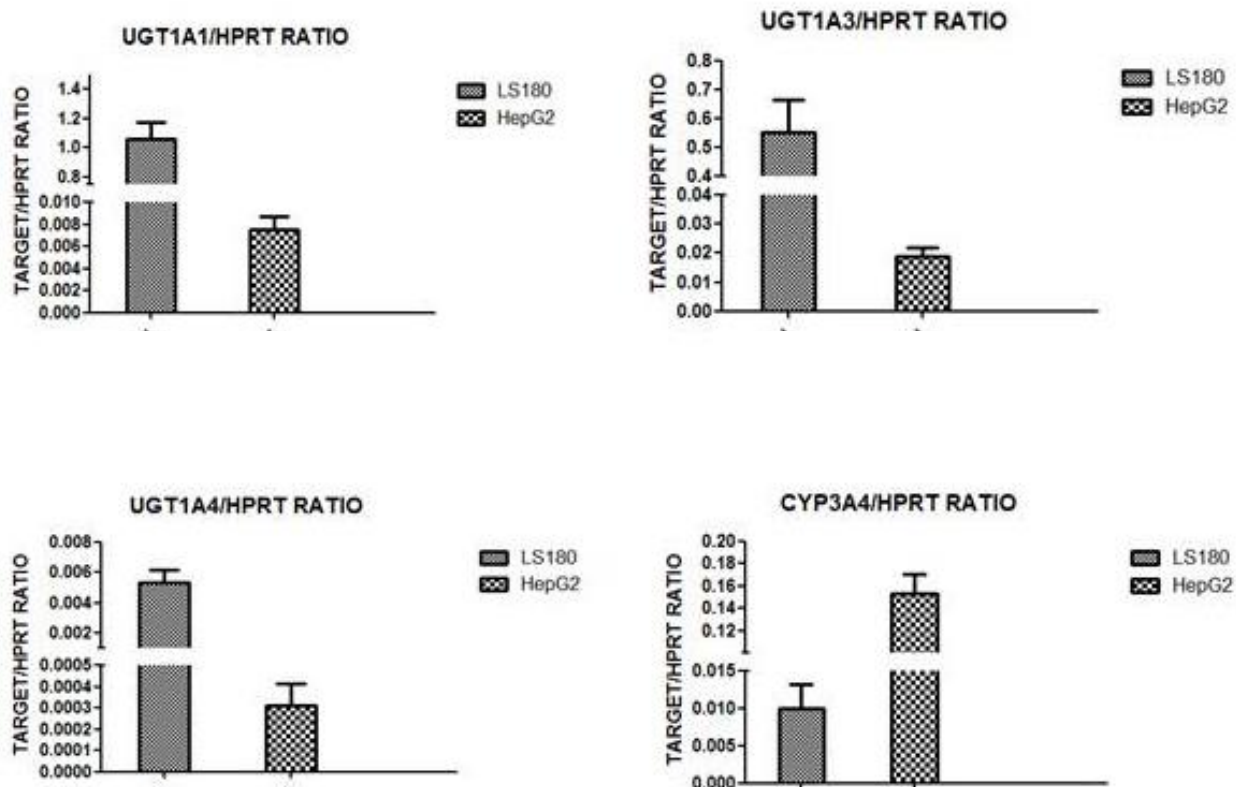 UGT1A1/HPRT RATIO
TARGET/HPRT RATIO
1.4
1.2
1.0
0.8
0.010
0.008
0.006
0.004
0.002
0.000
LS180
HepG2
UGT1A3/HPRT RATIO
TARGET/HPRT RATIO
0.8
0.7
0.6
0.5
0.4
0.04
0.03
0.02
0.01
0.00
LS180
HepG2
UGT1A4/HPRT RATIO
TARGET/HPRT RATIO
0.008
0.006
0.004
0.002
0.0005
0.0004
0.0003
0.0002
0.0001
0.0000
LS180
HepG2
CYP3A4/HPRT RATIO
TARGET/HPRT RATIO
0.20
0.18
0.16
0.14
0.12
0.015
0.010
0.005
0.000
LS180
HepG2